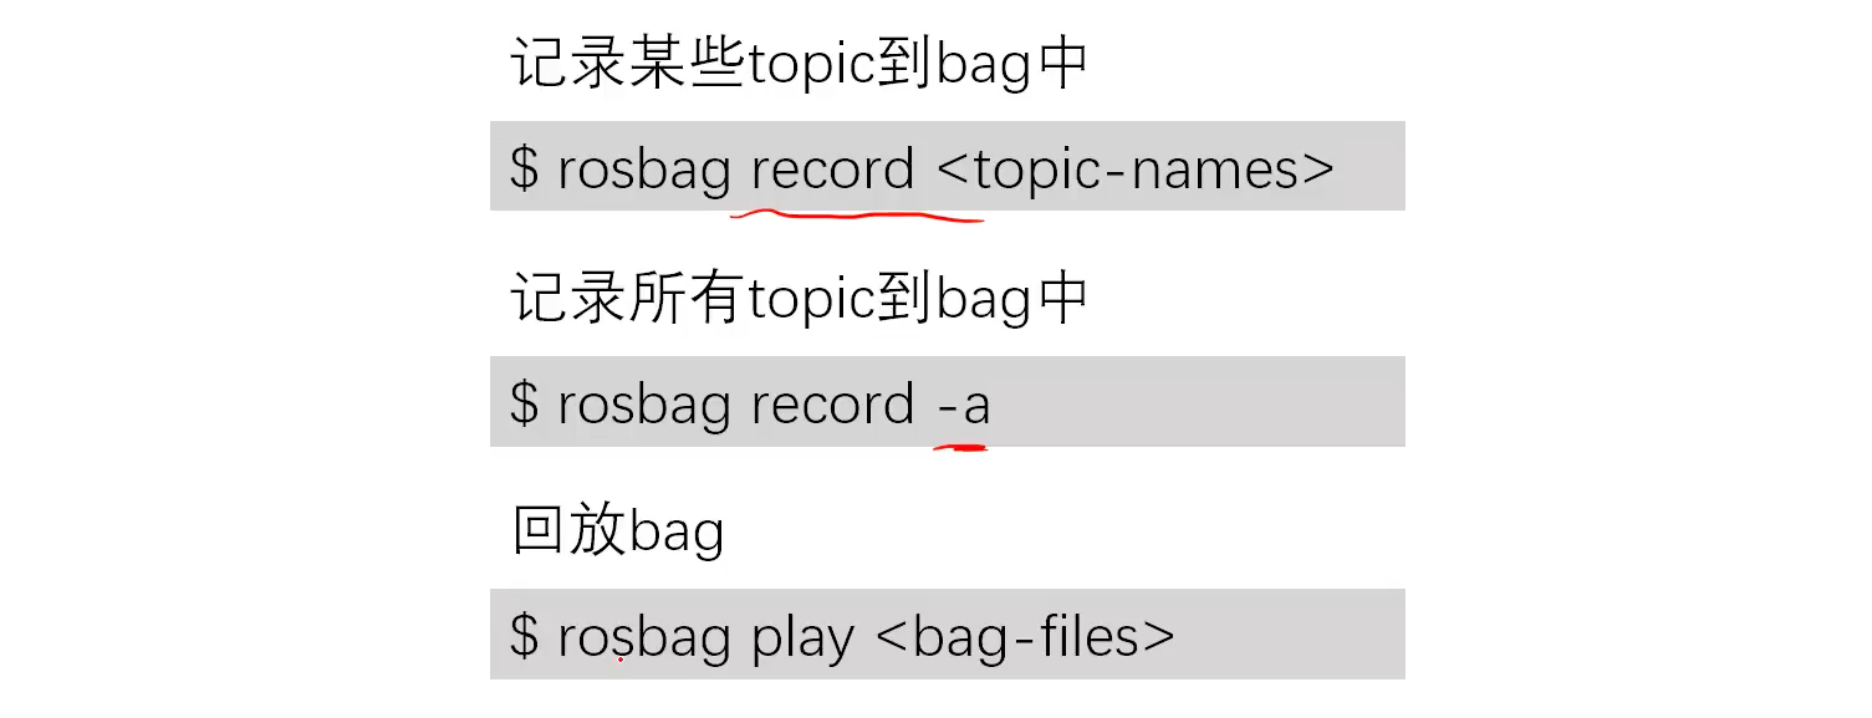 记录某些topic到bag中
$ rosbag record <topic-names>
记录所有topic到bag中
$ rosbag record -a
回放bag
$ rosbag play <bag-files>